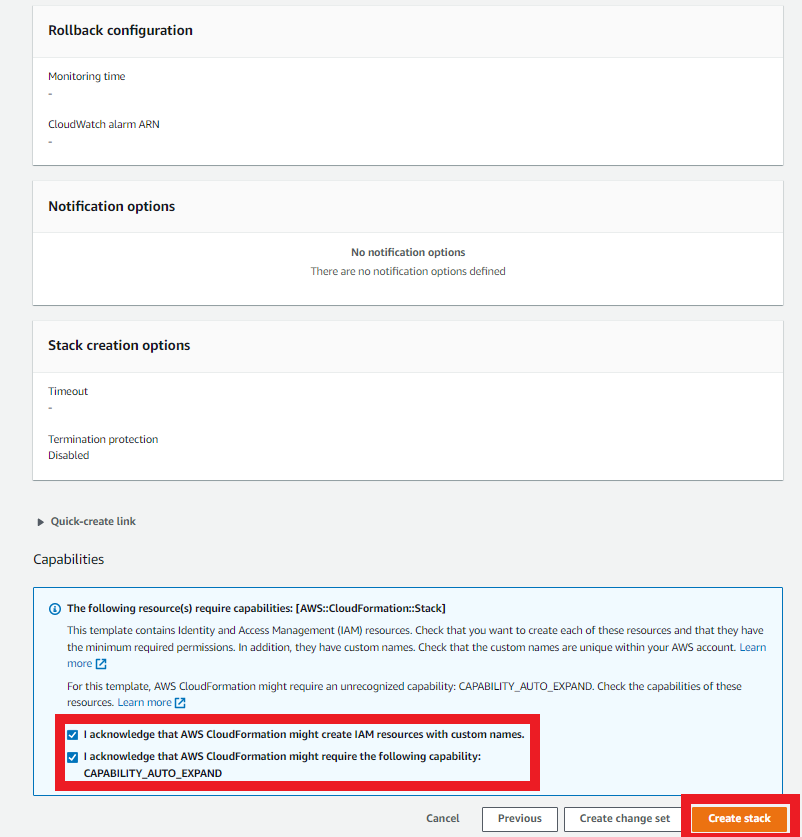 Rollback configuration
Monitoring time
-
CloudWatch alarm ARN
-
Notification options
No notification options
There are no notification options defined
Stack creation options
Timeout
-
Termination protection
Disabled
Quick-create link
Capabilities
The following resource(s) require capabilities: [AWS::CloudFormation::Stack]
This template contains Identity and Access Management (IAM) resources. Check that you want to create each of these resources and that they have
the minimum required permissions. In addition, they have custom names. Check that the custom names are unique within your AWS account. Learn
more
For this template, AWS CloudFormation might require an unrecognized capability: CAPABILITY_AUTO_EXPAND. Check the capabilities of these
resources. Learn more
I acknowledge that AWS CloudFormation might create IAM resources with custom names.
I acknowledge that AWS CloudFormation might require the following capability:
CAPABILITY_AUTO_EXPAND
Cancel Previous Create change set Create stack